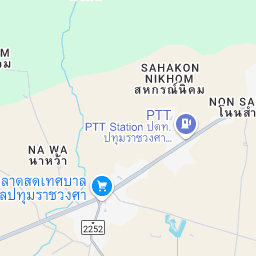 M
วม
SAHAKON
NIKHOM
สหกรณ์นิคม
NON SA
โนนสำ
PTT
PTT Station ปตท.
ปทุมราชวงศา...
NA WA
นาหว้า
ลาดสดเทศบาล
ลปทุมราชวงศา
2252